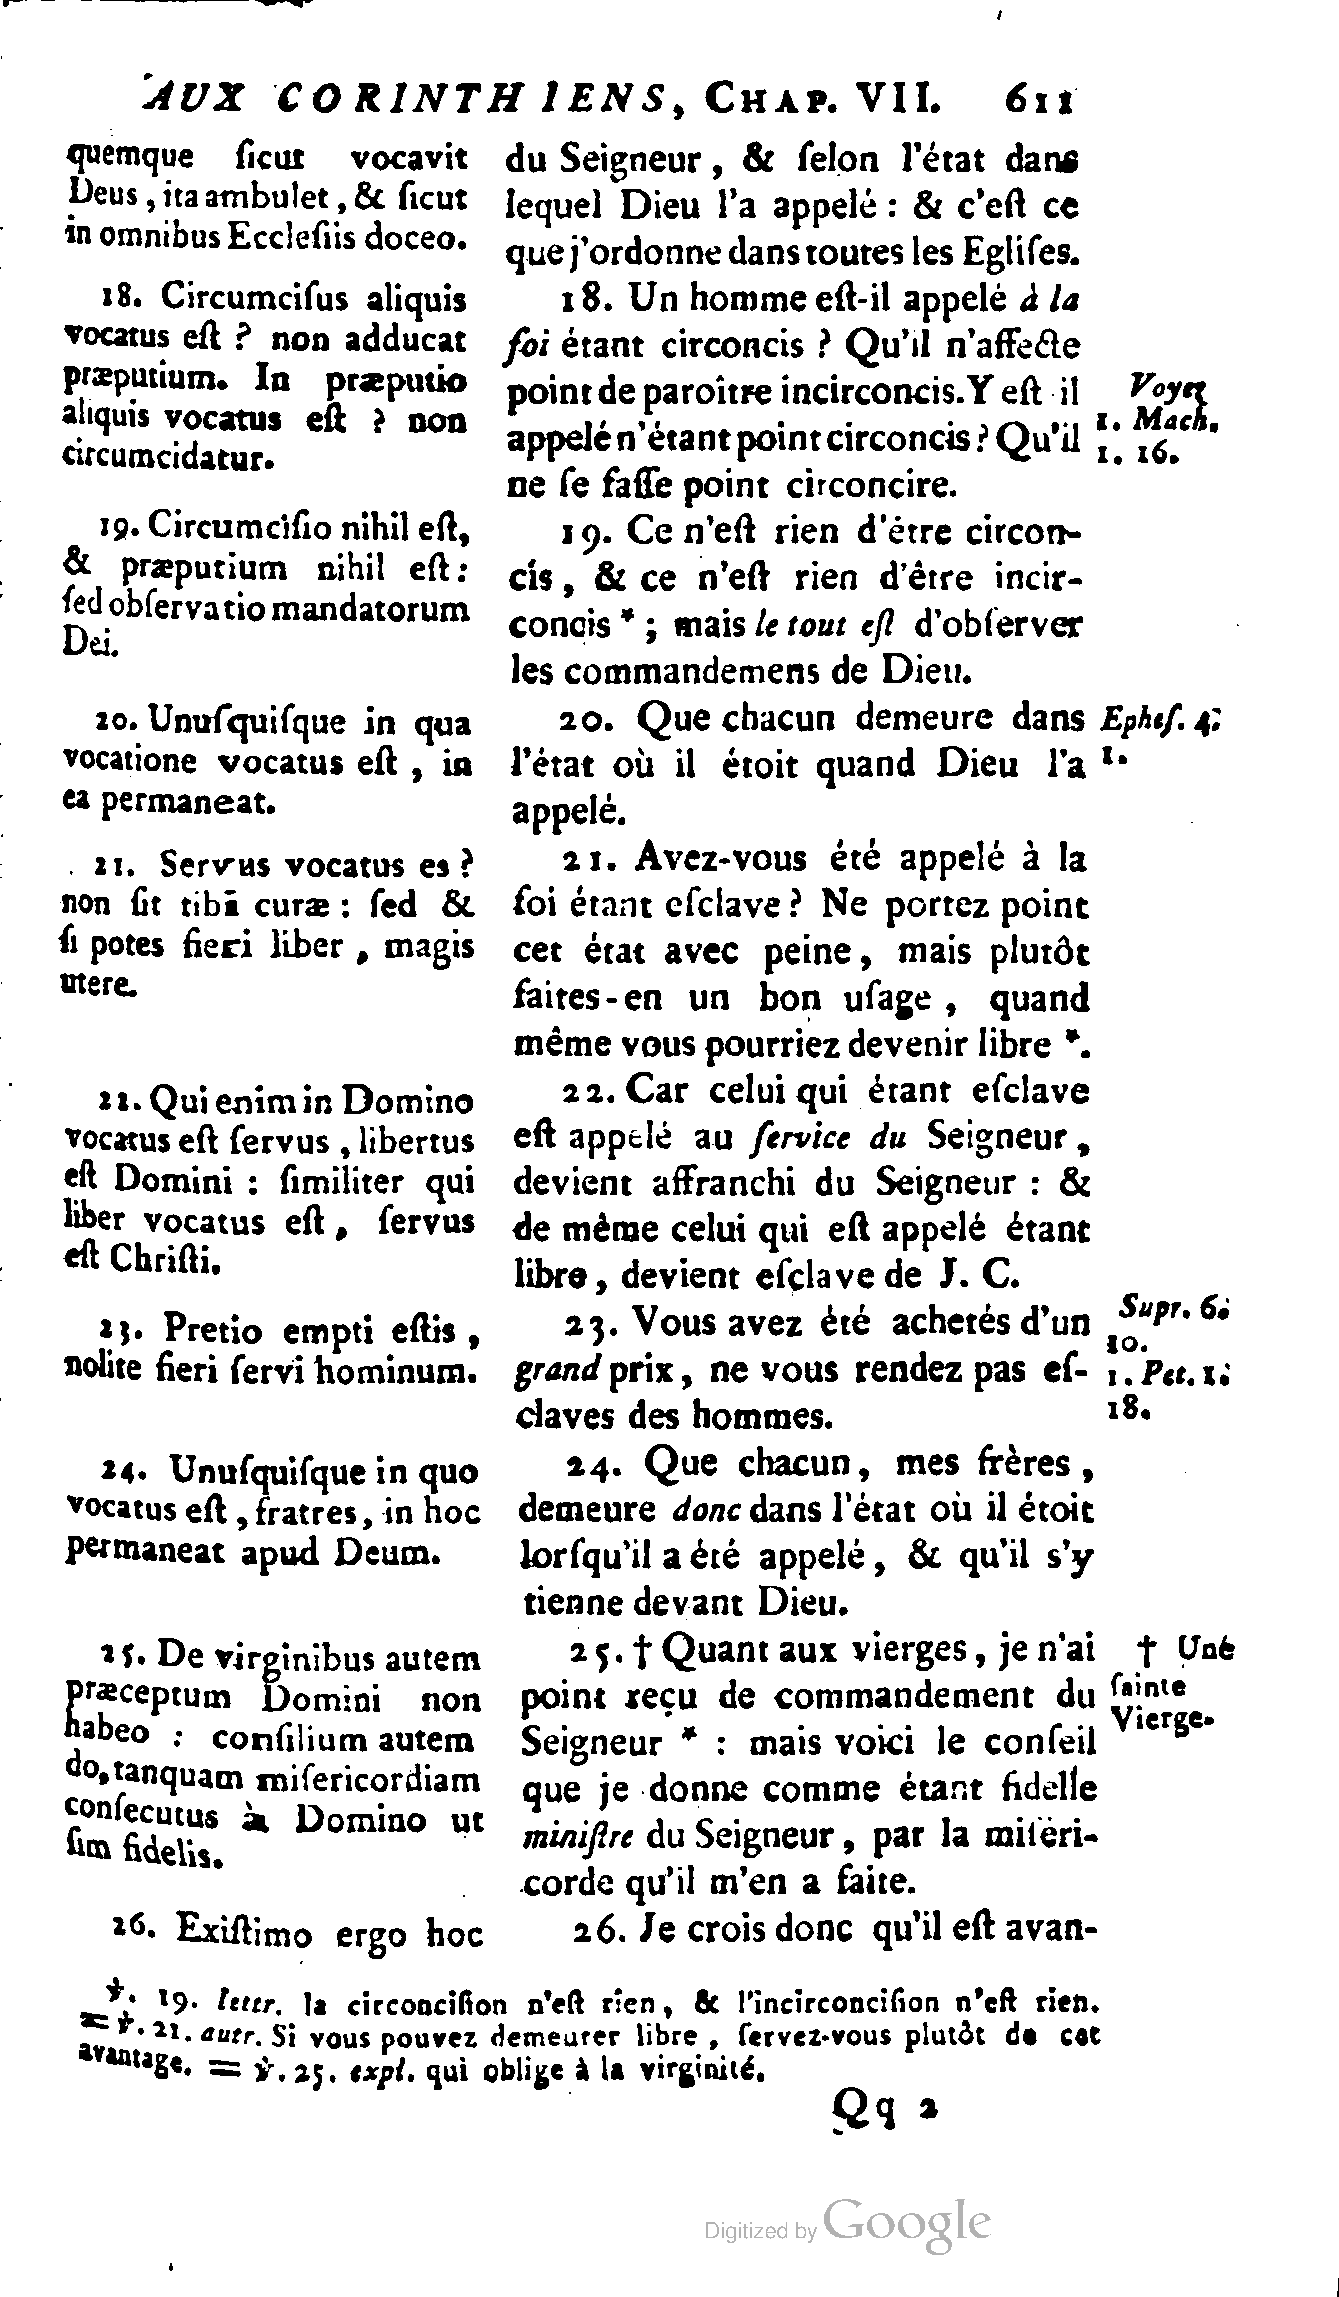 AUX CORINTHIENS, CHAP. VII. 611
quemque ſicut vocavit
Deus, ita ambulet, & ſicut
in omnibus Eccleſiis doceo.
18. Circumciſus aliquis
vocatus eſt ? non adducat
præputium. In præputio
aliquis vocatus eſt ? non
circumcidatur.
19. Circumciſio nihil eſt,
& præputium nihil eſt :
ſed obſervatio mandatorum
Dei.
20. Unuſquiſque in qua
vocatione vocatus eſt, in
ea permaneat.
21. Servus vocatus es ?
non ſit tibi curæ : ſed &
ſi potes fieri liber, magis
utere.
22. Qui enim in Domino
vocatus eſt ſervus, libertus
eſt Domini : ſimiliter qui
liber vocatus eſt, ſervus
eſt Chriſti.
23. Pretio empti eſtis,
nolite fieri ſervi hominum.
24. Unuſquiſque in quo
vocatus eſt, fratres, in hoc
permaneat apud Deum.
25. De virginibus autem
præceptum Domini non
habeo : conſilium autem
do, tanquam miſericordiam
conſecutus à Domino ut
ſim fidelis.
26. Exiſtimo ergo hoc
du Seigneur, & ſelon l'état dans
lequel Dieu l'a appelé : & c'eſt ce
que j'ordonne dans toutes les Egliſes.
18. Un homme eſt-il appelé à la
foi étant circoncis ? Qu'il n'affecte
point de paroître incirconcis. Y eſt il
appelé n'étant point circoncis ? Qu'il
ne ſe faſſe point circoncire.
19. Ce n'eſt rien d'être circon-
cis, & ce n'eſt rien d'être incir-
concis * ; mais le tout eſt d'obſerver
les commandemens de Dieu.
20. Que chacun demeure dans
l'état où il étoit quand Dieu l'a
appelé.
21. Avez-vous été appelé à la
foi étant eſclave ? Ne portez point
cet état avec peine, mais plutôt
faites-en un bon uſage, quand
même vous pourriez devenir libre *.
22. Car celui qui étant eſclave
eſt appelé au ſervice du Seigneur,
devient affranchi du Seigneur : &
de même celui qui eſt appelé étant
libre, devient eſclave de J. C.
23. Vous avez été achetés d'un
grand prix, ne vous rendez pas eſ-
claves des hommes.
24. Que chacun, mes frères,
demeure donc dans l'état où il étoit
lorſqu'il a été appelé, & qu'il s'y
tienne devant Dieu.
25. † Quant aux vierges, je n'ai
point reçu de commandement du
Seigneur * : mais voici le conſeil
que je donne comme étant fidelle
miniſtre du Seigneur, par la miſéri-
corde qu'il m'en a faite.
26. Je crois donc qu'il eſt avan-
Voyez
1. Mach.
1. 16.
Epheſ. 4.
1.
Supr. 6.
20.
1. Pet. 1.
18.
† Une
ſainte
Vierge.
℣. 19. lettr. la circonciſion n'eſt rien, & l'incirconciſion n'eſt rien.
= ℣. 21. autr. Si vous pouvez demeurer libre, ſervez-vous plutôt de cet
avantage. = ℣. 25. expl. qui oblige à la virginité.
Qq 2
Digitized by Google